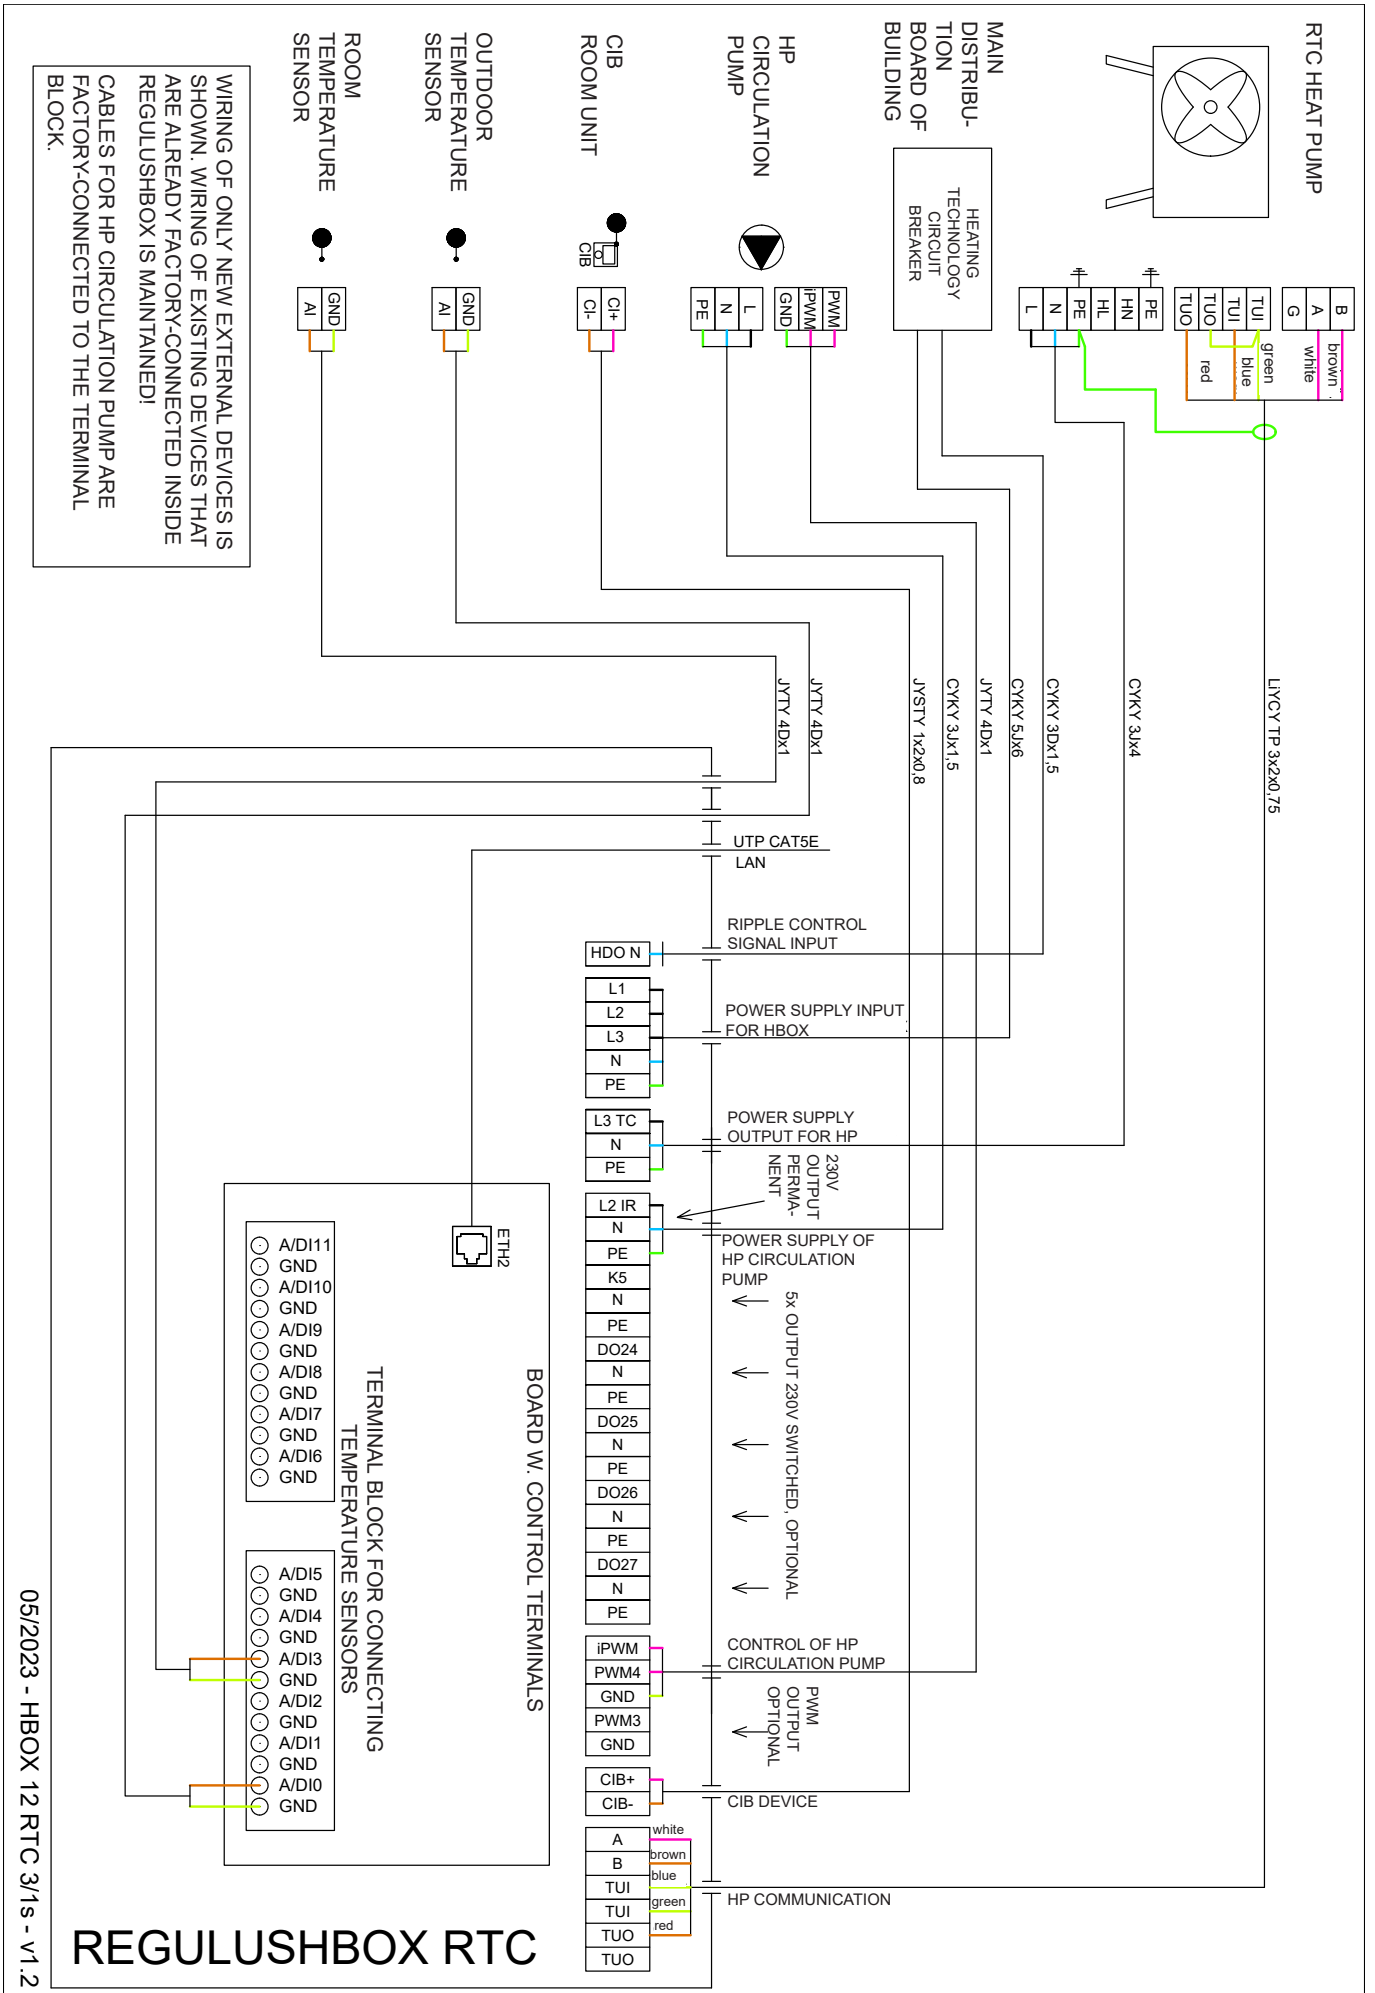 RTC HEAT PUMP
MAIN
DISTRIBU-
TION
BOARD OF
BUILDING
HEATING
TECHNOLOGY
CIRCUIT
BREAKER
HP
CIRCULATION
PUMP
CIB
ROOM UNIT
CIB
OUTDOOR
TEMPERATURE
SENSOR
ROOM
TEMPERATURE
SENSOR
B
A
G
TUI
TUI
TUO
TUO
PE
HN
HL
PE
N
L
PWM
iPWM
GND
L
N
PE
CI+
CI-
GND
AI
GND
AI
brown
white
green
blue
red
WIRING OF ONLY NEW EXTERNAL DEVICES IS
SHOWN. WIRING OF EXISTING DEVICES THAT
ARE ALREADY FACTORY-CONNECTED INSIDE
REGULUSHBOX IS MAINTAINED!
CABLES FOR HP CIRCULATION PUMP ARE
FACTORY-CONNECTED TO THE TERMINAL
BLOCK.
LiYCY TP 3x2x0,75
CYKY 3Jx4
CYKY 3Dx1,5
CYKY 5Jx6
JYTY 4Dx1
CYKY 3Jx1,5
JYSTY 1x2x0,8
JYTY 4Dx1
JYTY 4Dx1
UTP CAT5E
LAN
RIPPLE CONTROL
SIGNAL INPUT
HDO N
L1
L2
L3
N
PE
POWER SUPPLY INPUT
FOR HBOX
L3 TC
N
PE
POWER SUPPLY
OUTPUT FOR HP
230V
OUTPUT
PERMA-
NENT
L2 IR
N
PE
K5
N
PE
DO24
N
PE
DO25
N
PE
DO26
N
PE
DO27
N
PE
POWER SUPPLY OF
HP CIRCULATION
PUMP
5x OUTPUT 230V SWITCHED, OPTIONAL
iPWM
PWM4
GND
PWM3
GND
CONTROL OF HP
CIRCULATION PUMP
PWM
OUTPUT
OPTIONAL
CIB+
CIB-
CIB DEVICE
A
B
TUI
TUI
TUO
TUO
white
brown
blue
green
red
HP COMMUNICATION
ETH2
BOARD W. CONTROL TERMINALS
TERMINAL BLOCK FOR CONNECTING
TEMPERATURE SENSORS
A/DI11
GND
A/DI10
GND
A/DI9
GND
A/DI8
GND
A/DI7
GND
A/DI6
GND
A/DI5
GND
A/DI4
GND
A/DI3
GND
A/DI2
GND
A/DI1
GND
A/DI0
GND
REGULUSHBOX RTC
05/2023 - HBOX 12 RTC 3/1s - v1.2